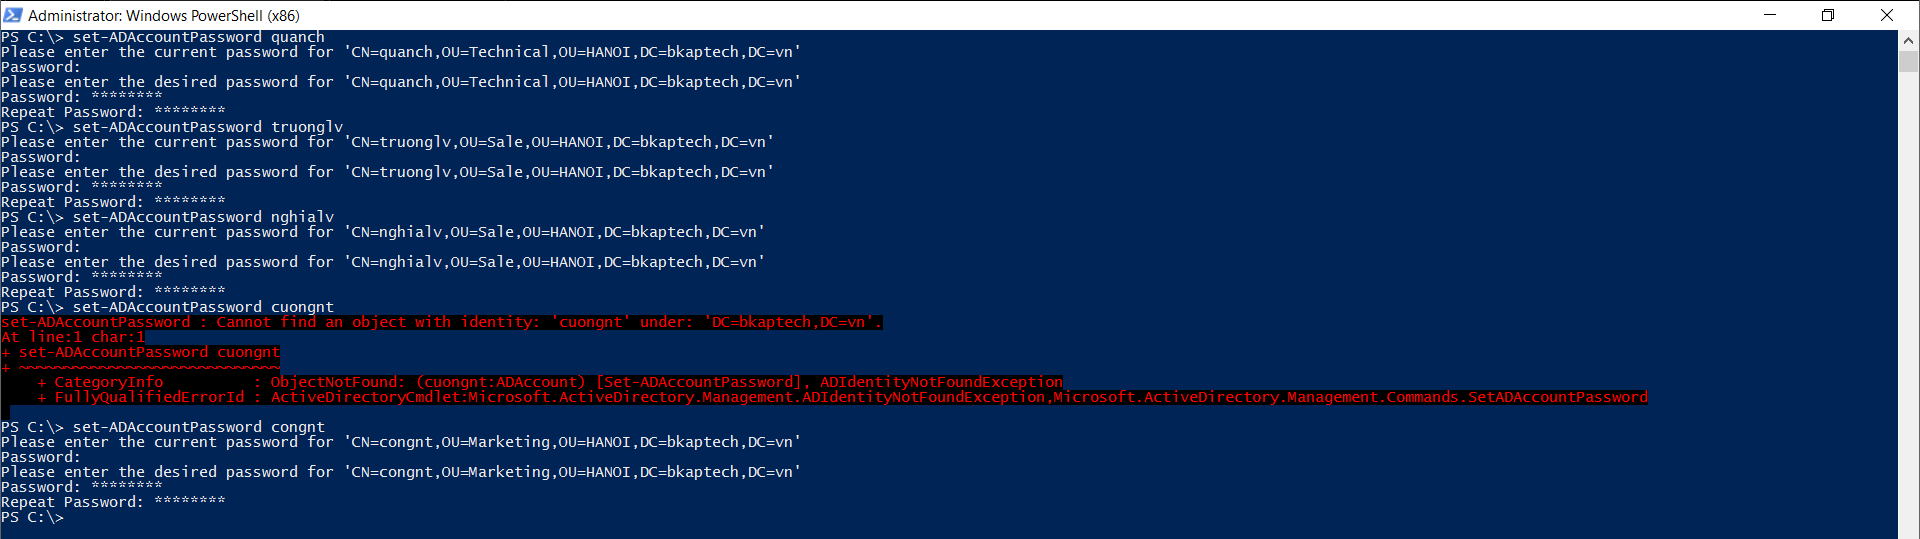 Administrator: Windows PowerShell (x86)
PS C:\> set-ADAccountPassword quanch
Please enter the current password for 'CN=quanch,OU=Technical,OU=HANOI,DC=bkaptech,DC=vn'
Password:
Please enter the desired password for 'CN=quanch,OU=Technical,OU=HANOI,DC=bkaptech,DC=vn'
Password: ********
Repeat Password: ********
PS C:\> set-ADAccountPassword truonglv
Please enter the current password for 'CN=truonglv,OU=Sale,OU=HANOI,DC=bkaptech,DC=vn'
Password:
Please enter the desired password for 'CN=truonglv,OU=Sale,OU=HANOI,DC=bkaptech,DC=vn'
Password: ********
Repeat Password: ********
PS C:\> set-ADAccountPassword nghialv
Please enter the current password for 'CN=nghialv,OU=Sale,OU=HANOI,DC=bkaptech,DC=vn'
Password:
Please enter the desired password for 'CN=nghialv,OU=Sale,OU=HANOI,DC=bkaptech,DC=vn'
Password: ********
Repeat Password: ********
PS C:\> set-ADAccountPassword cuongnt
set-ADAccountPassword : Cannot find an object with identity: 'cuongnt' under: 'DC=bkaptech,DC=vn'.
At line:1 char:1
+ set-ADAccountPassword cuongnt
+ ~~~~~~~~~~~~~~~~~~~~~~~~~~~~~
    + CategoryInfo          : ObjectNotFound: (cuongnt:ADAccount) [Set-ADAccountPassword], ADIdentityNotFoundException
    + FullyQualifiedErrorId : ActiveDirectoryCmdlet:Microsoft.ActiveDirectory.Management.ADIdentityNotFoundException,Microsoft.ActiveDirectory.Management.Commands.SetADAccountPassword
PS C:\> set-ADAccountPassword congnt
Please enter the current password for 'CN=congnt,OU=Marketing,OU=HANOI,DC=bkaptech,DC=vn'
Password:
Please enter the desired password for 'CN=congnt,OU=Marketing,OU=HANOI,DC=bkaptech,DC=vn'
Password: ********
Repeat Password: ********
PS C:\>